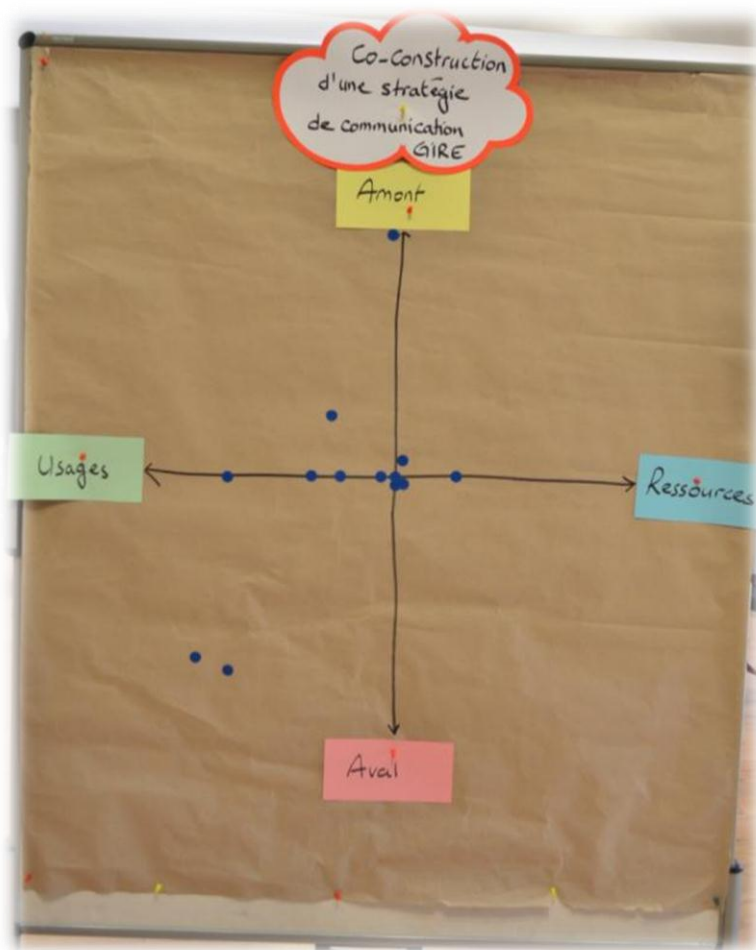 Co-construction
d'une stratégie
de communication
GIRE
Amont
Usages
Ressources
Aval